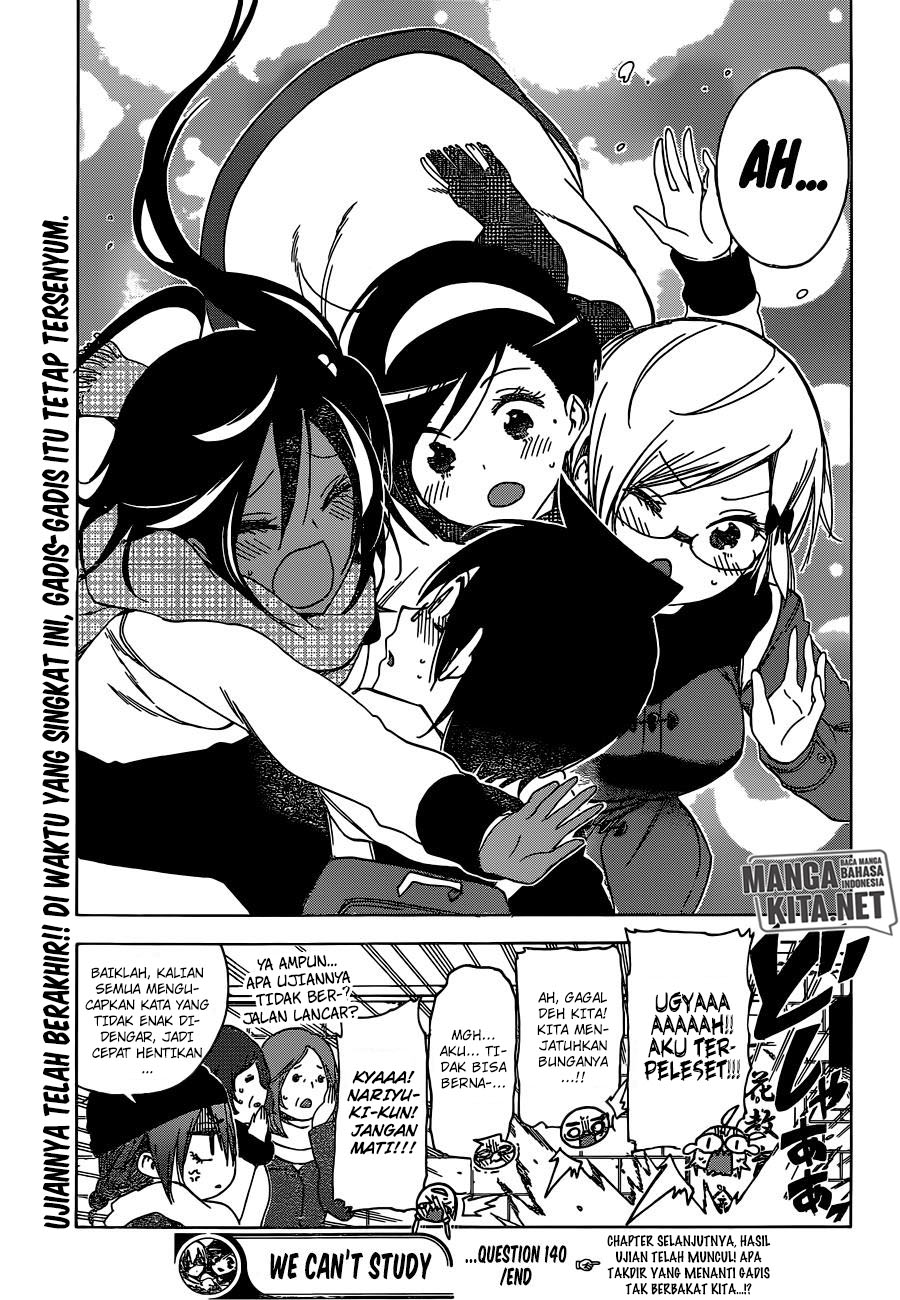 AH...
UJIANNYA TELAH BERAKHIR!! DI WAKTU YANG SINGKAT INI, GADIS-GADIS ITU TETAP TERSENYUM.
MANGA
KITA.NET
BACA MANGA
BAHASA
INDONESIA
UGYAAA
AAAAAAH!!
AKU TER-
PELESET!!!
AH, GAGAL
DEH KITA!
KITA MEN-
JATUHKAN
BUNGANYA
...!!
MGH...
AKU... TI-
DAK BISA
BERNA-...
KYAAA!
NARIYU-
KI-KUN!
JANGAN
MATI!!!
YA AMPUN...
APA UJIANNYA
TIDAK BER-?
JALAN LANCAR?
BAIKLAH, KALIAN
SEMUA MENGU-
CAPKAN KATA YANG
TIDAK ENAK DI-
DENGAR, JADI
CEPAT HENTIKAN
...
WE CAN'T STUDY
...QUESTION 140
/END
☞
CHAPTER SELANJUTNYA, HASIL
UJIAN TELAH MUNCUL! APA
TAKDIR YANG MENANTI GADIS
TAK BERBAKAT KITA...!?